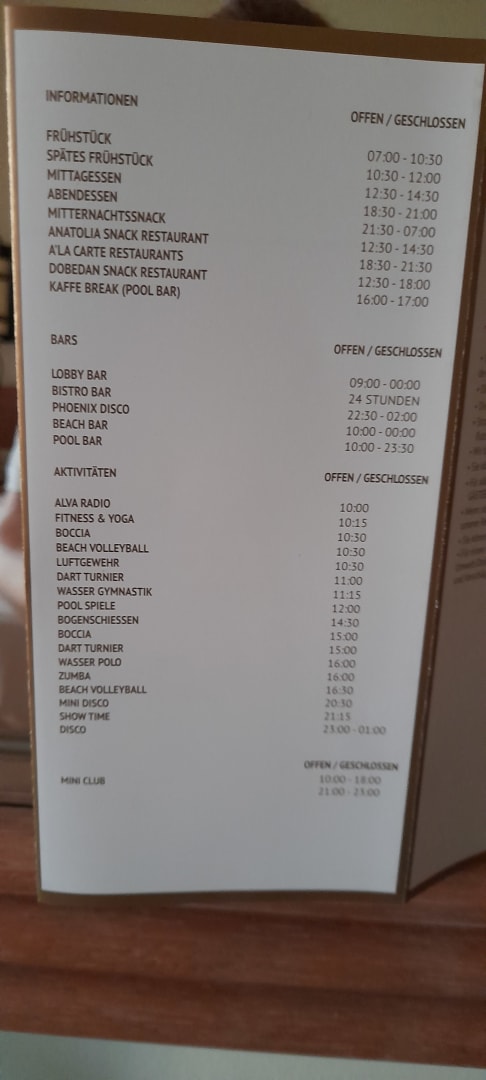 INFORMATIONEN OFFEN / GESCHLOSSEN
FRÜHSTÜCK 07:00 - 10:30
SPÄTES FRÜHSTÜCK 10:30 - 12:00
MITTAGESSEN 12:30 - 14:30
ABENDESSEN 18:30 - 21:00
MITTERNACHTSSNACK 21:30 - 07:00
ANATOLIA SNACK RESTAURANT 12:30 - 14:30
A'LA CARTE RESTAURANTS 18:30 - 21:30
DOBEDAN SNACK RESTAURANT 12:30 - 18:00
KAFFE BREAK (POOL BAR) 16:00 - 17:00
BARS OFFEN / GESCHLOSSEN
LOBBY BAR 09:00 - 00:00
BISTRO BAR 24 STUNDEN
PHOENIX DISCO 22:30 - 02:00
BEACH BAR 10:00 - 00:00
POOL BAR 10:00 - 23:30
AKTIVITÄTEN OFFEN / GESCHLOSSEN
ALVA RADIO 10:00
FITNESS & YOGA 10:15
BOCCIA 10:30
BEACH VOLLEYBALL 10:30
LUFTGEWEHR 10:30
DART TURNIER 11:00
WASSER GYMNASTIK 11:15
POOL SPIELE 12:00
BOGENSCHIESSEN 14:30
BOCCIA 15:00
DART TURNIER 15:00
WASSER POLO 16:00
ZUMBA 16:00
BEACH VOLLEYBALL 16:30
MINI DISCO 20:30
SHOW TIME 21:15
DISCO 23:00 - 01:00
OFFEN / GESCHLOSSEN
MINI CLUB 10:00 - 18:00
21:00 - 23:00